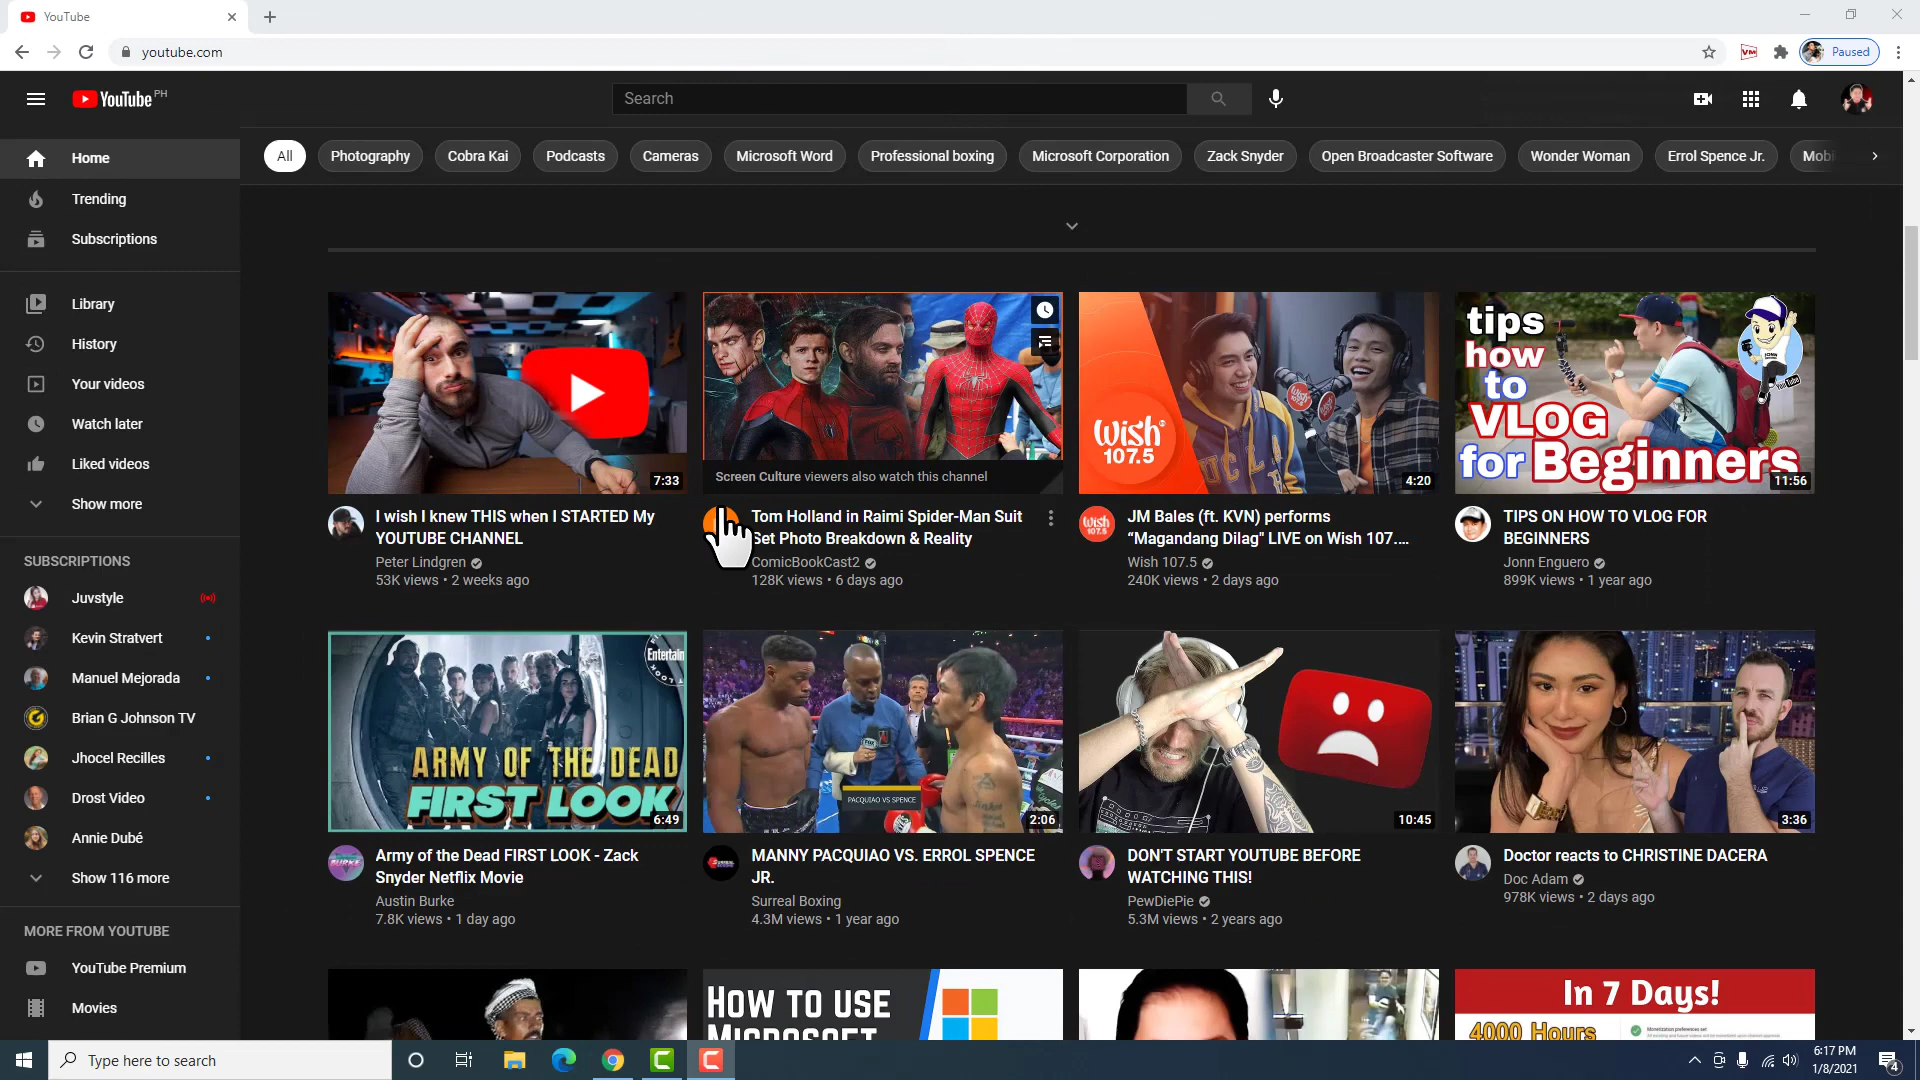 YouTube
youtube.com
Paused
YouTube PH
Search
Home
Trending
Subscriptions
Library
History
Your videos
Watch later
Liked videos
Show more
SUBSCRIPTIONS
Juvstyle
Kevin Stratvert
Manuel Mejorada
Brian G Johnson TV
Jhocel Recilles
Drost Video
Annie Dubé
Show 116 more
MORE FROM YOUTUBE
YouTube Premium
Movies
All
Photography
Cobra Kai
Podcasts
Cameras
Microsoft Word
Professional boxing
Microsoft Corporation
Zack Snyder
Open Broadcaster Software
Wonder Woman
Errol Spence Jr.
Mobi
7:33
I wish I knew THIS when I STARTED My
YOUTUBE CHANNEL
Peter Lindgren
53K views • 2 weeks ago
Screen Culture viewers also watch this channel
Tom Holland in Raimi Spider-Man Suit
Set Photo Breakdown & Reality
ComicBookCast2
128K views • 6 days ago
wish
107.5
4:20
JM Bales (ft. KVN) performs
“Magandang Dilag" LIVE on Wish 107....
Wish 107.5
240K views • 2 days ago
tips
how
to
VLOG
for Beginners
11:56
TIPS ON HOW TO VLOG FOR
BEGINNERS
Jonn Enguero
899K views • 1 year ago
Entertain
ARMY OF THE DEAD
FIRST LOOK
6:49
Army of the Dead FIRST LOOK - Zack
Snyder Netflix Movie
Austin Burke
7.8K views • 1 day ago
PACQUIAO VS SPENCE
2:06
MANNY PACQUIAO VS. ERROL SPENCE
JR.
Surreal Boxing
4.3M views • 1 year ago
10:45
DON'T START YOUTUBE BEFORE
WATCHING THIS!
PewDiePie
5.3M views • 2 years ago
3:36
Doctor reacts to CHRISTINE DACERA
Doc Adam
978K views • 2 days ago
HOW TO USE
MICROSOFT
In 7 Days!
4000 Hours
Type here to search
6:17 PM
1/8/2021
4